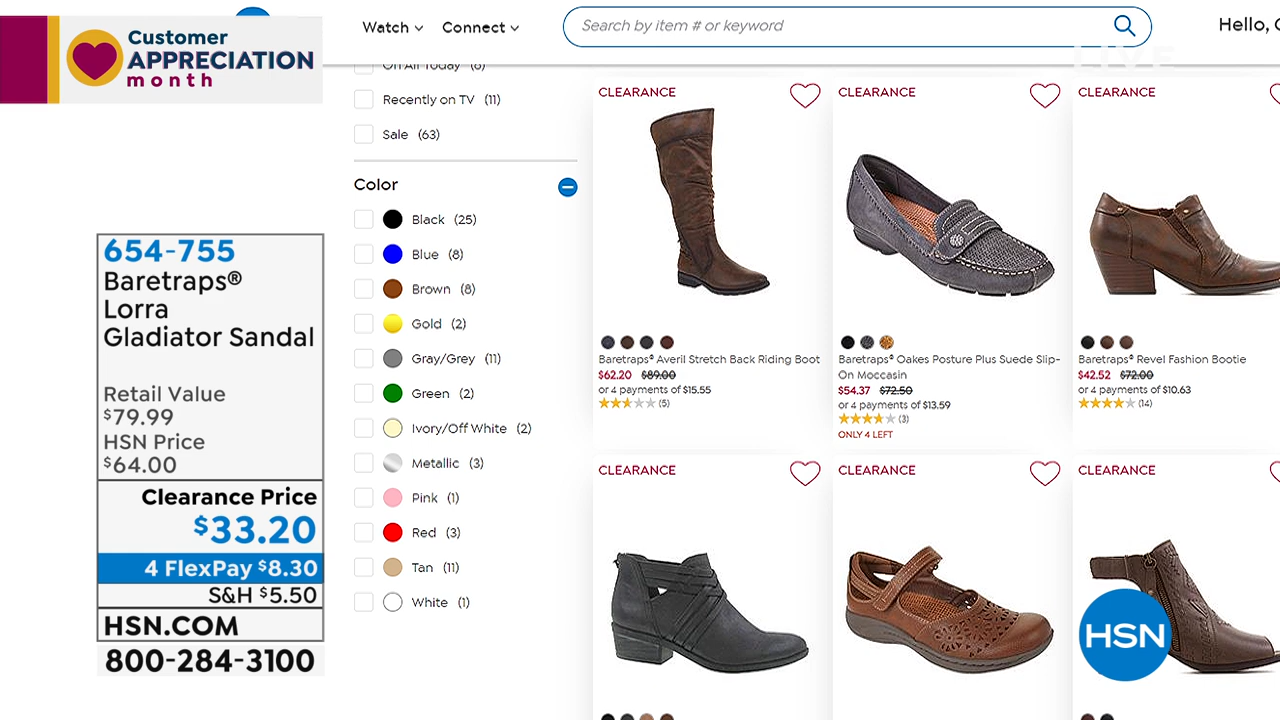 Customer
APPRECIATION
month
Watch
Connect
Search by item # or keyword
Hello,
LIVE
On Air Today (6)
Recently on TV (11)
Sale (63)
Color
Black (25)
Blue (8)
Brown (8)
Gold (2)
Gray/Grey (11)
Green (2)
Ivory/Off White (2)
Metallic (3)
Pink (1)
Red (3)
Tan (11)
White (1)
654-755
Baretraps®
Lorra
Gladiator Sandal
Retail Value
$79.99
HSN Price
$64.00
Clearance Price
$33.20
4 FlexPay $8.30
S&H $5.50
HSN.COM
800-284-3100
CLEARANCE
Baretraps® Averil Stretch Back Riding Boot
$62.20 $89.00
or 4 payments of $15.55
(5)
CLEARANCE
Baretraps® Oakes Posture Plus Suede Slip-
On Moccasin
$54.37 $72.50
or 4 payments of $13.59
(3)
ONLY 4 LEFT
CLEARANCE
Baretraps® Revel Fashion Bootie
$42.52 $72.00
or 4 payments of $10.63
(14)
CLEARANCE
CLEARANCE
CLEARANCE
HSN